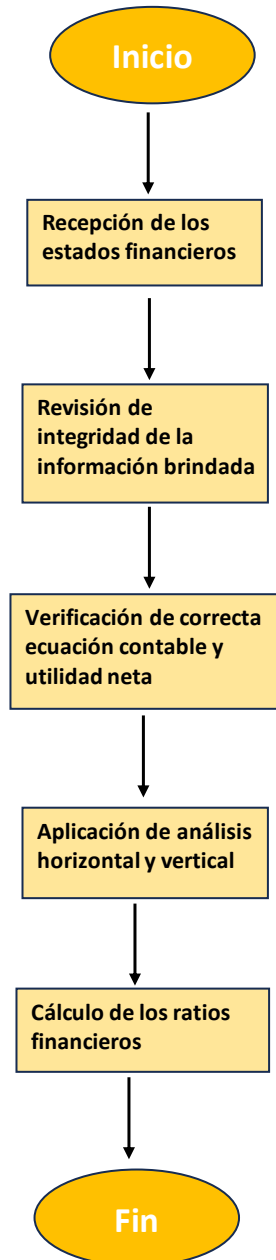 Inicio
Recepción de los
estados financieros
Revisión de
integridad de la
información brindada
Verificación de correcta
ecuación contable y
utilidad neta
Aplicación de análisis
horizontal y vertical
Cálculo de los ratios
financieros
Fin